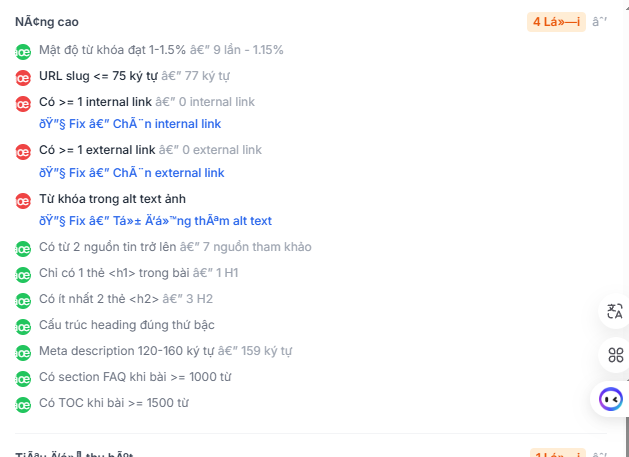 NÃ¢ng cao 4 Lá»—i âˆ’
Mật độ từ khóa đạt 1-1.5% â€" 9 lần - 1.15%
URL slug <= 75 ký tự â€" 77 ký tự
Có >= 1 internal link â€" 0 internal link
ðŸ"§ Fix â€" ChÃ¨n internal link
Có >= 1 external link â€" 0 external link
ðŸ"§ Fix â€" ChÃ¨n external link
Từ khóa trong alt text ảnh
ðŸ"§ Fix â€" Tá»± Ä'á»™ng thÃªm alt text
Có từ 2 nguồn tin trở lên â€" 7 nguồn tham khảo
Chỉ có 1 thẻ <h1> trong bài â€" 1 H1
Có ít nhất 2 thẻ <h2> â€" 3 H2
Cấu trúc heading đúng thứ bậc
Meta description 120-160 ký tự â€" 159 ký tự
Có section FAQ khi bài >= 1000 từ
Có TOC khi bài >= 1500 từ